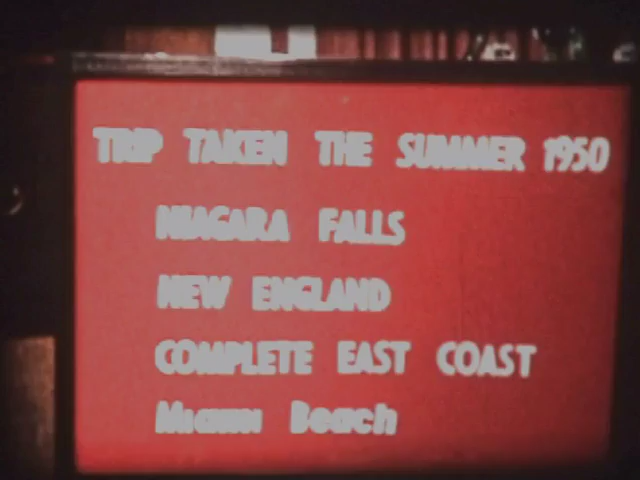 TRIP TAKEN THE SUMMER 1950
NIAGARA FALLS
NEW ENGLAND
COMPLETE EAST COAST
Miami Beach